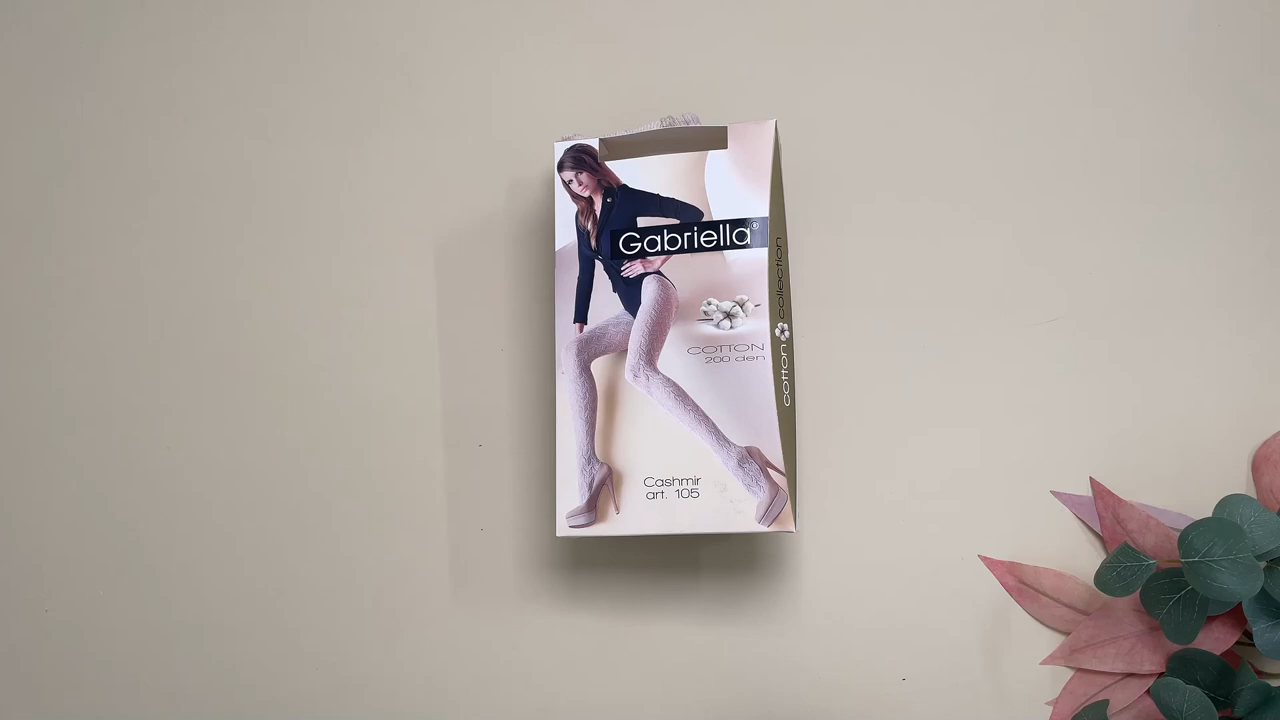 Gabriella®
COTTON
200 den
Cashmir
art. 105
cotton collection